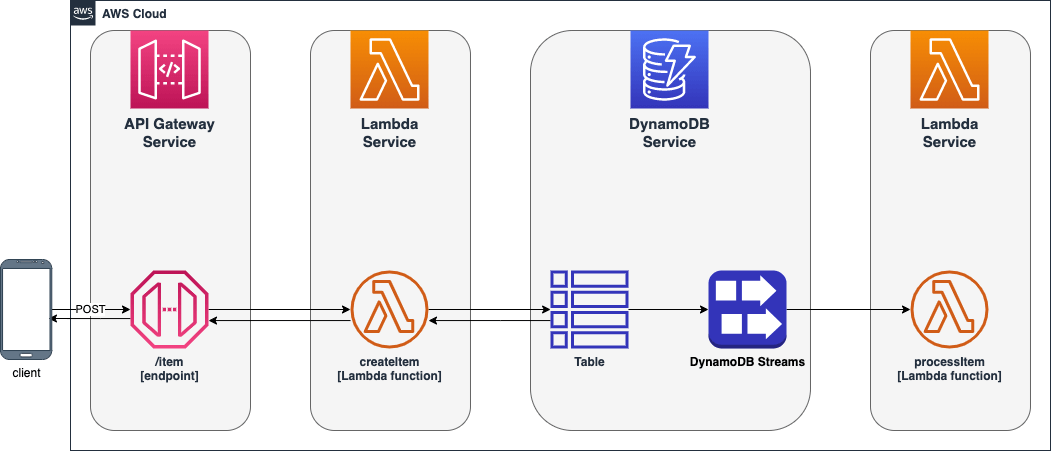 aws
AWS Cloud
API Gateway
Service
Lambda
Service
DynamoDB
Service
Lambda
Service
</>
POST
client
/item
[endpoint]
createItem
[Lambda function]
Table
DynamoDB Streams
processItem
[Lambda function]